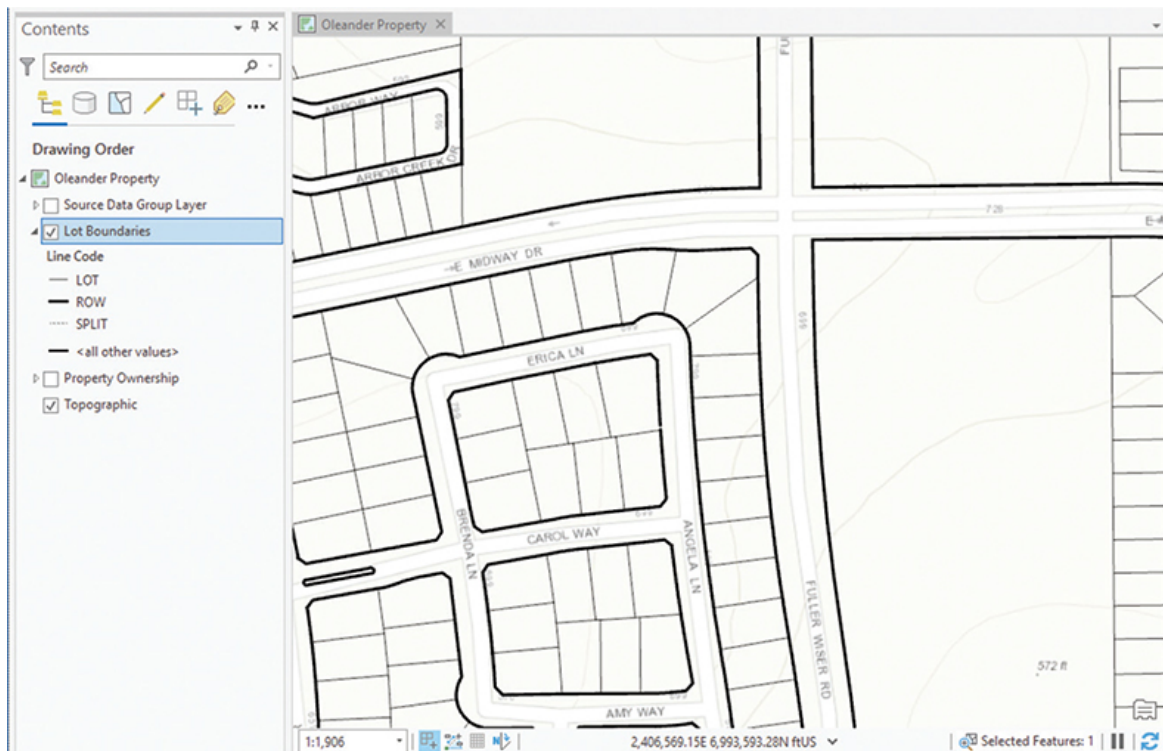 Contents
Search
Drawing Order
Oleander Property
Source Data Group Layer
Lot Boundaries
Line Code
LOT
ROW
SPLIT
<all other values>
Property Ownership
Topographic
Oleander Property
ARBOR WAY
ARBOR CREEK DR
E MIDWAY DR
ERICA LN
BRENDA LN
CAROL WAY
ANGELA LN
FULLER WISER RD
572 ft
AMY WAY
1:1,906
2,406,569.15E 6,993,593.28N ftUS
Selected Features: 1